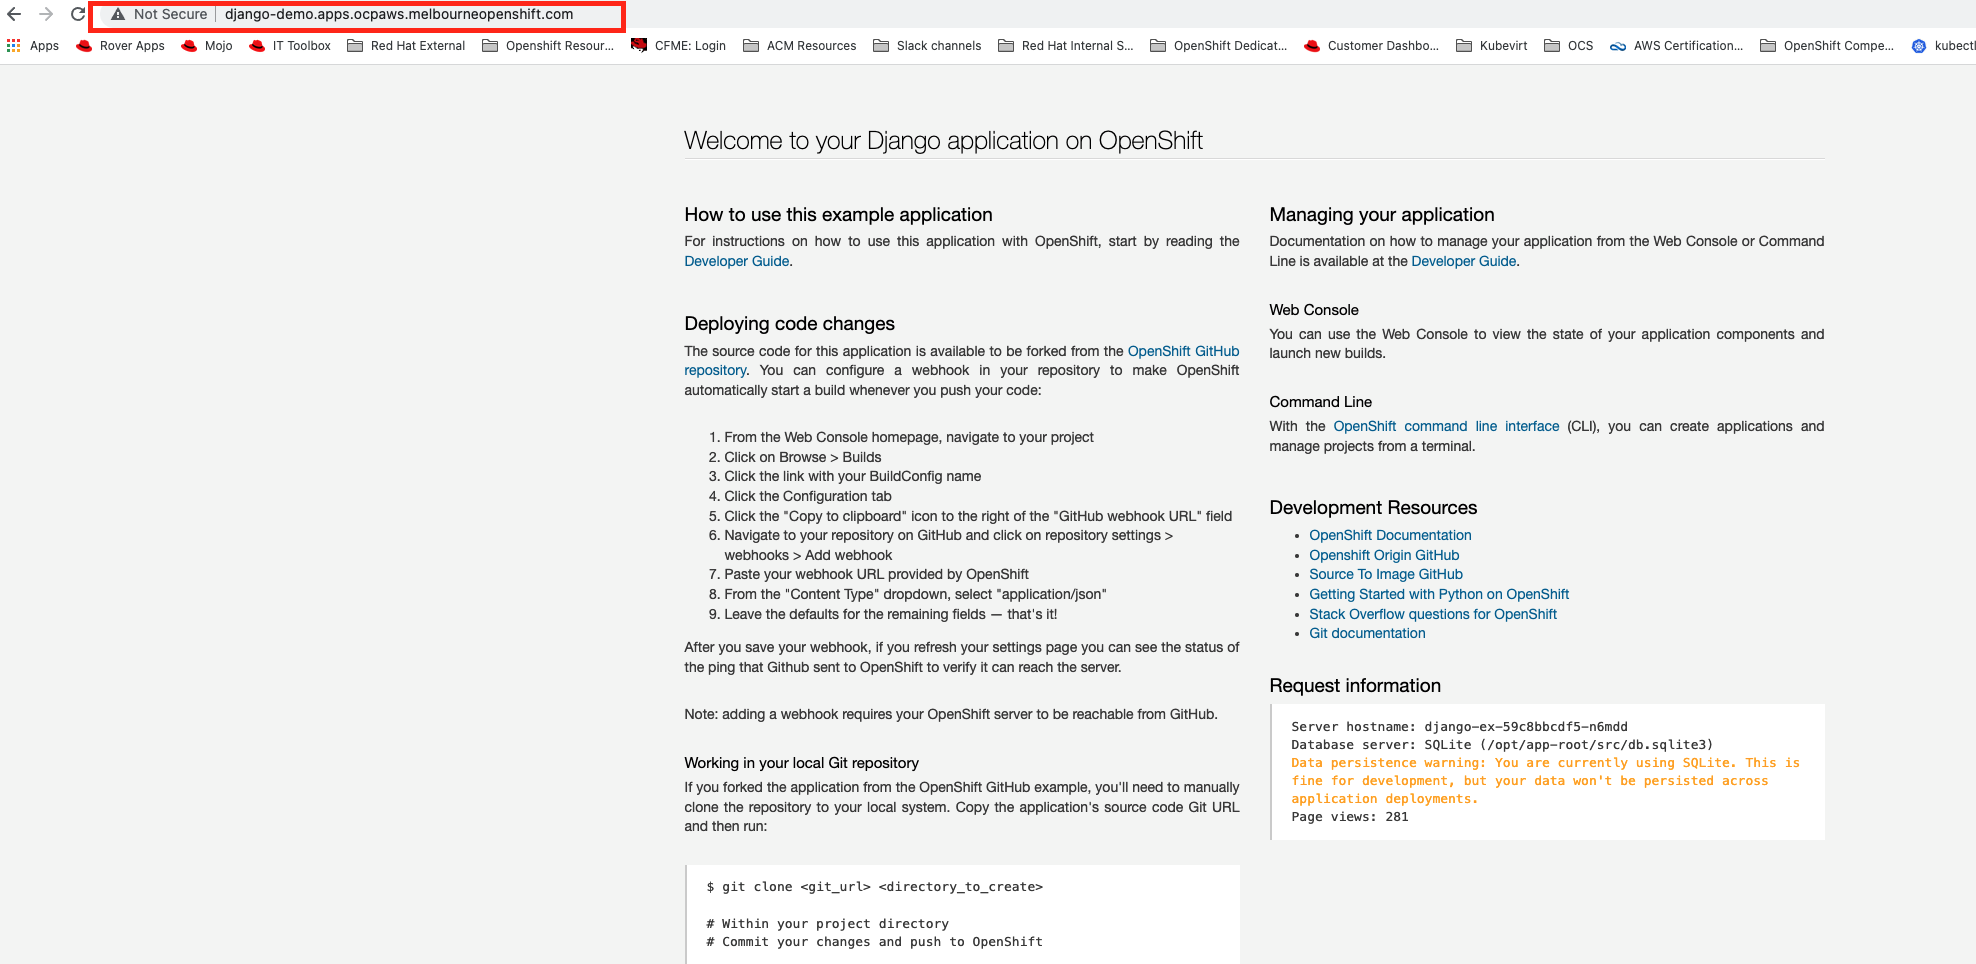 Not Secure | django-demo.apps.ocpaws.melbourneopenshift.com
Apps Rover Apps Mojo IT Toolbox Red Hat External Openshift Resour... CFME: Login ACM Resources Slack channels Red Hat Internal S... OpenShift Dedicat... Customer Dashbo... Kubevirt OCS AWS Certification... OpenShift Compe... kubectl
Welcome to your Django application on OpenShift
How to use this example application
For instructions on how to use this application with OpenShift, start by reading the
Developer Guide.
Deploying code changes
The source code for this application is available to be forked from the OpenShift GitHub
repository. You can configure a webhook in your repository to make OpenShift
automatically start a build whenever you push your code:
1. From the Web Console homepage, navigate to your project
2. Click on Browse > Builds
3. Click the link with your BuildConfig name
4. Click the Configuration tab
5. Click the "Copy to clipboard" icon to the right of the "GitHub webhook URL" field
6. Navigate to your repository on GitHub and click on repository settings >
webhooks > Add webhook
7. Paste your webhook URL provided by OpenShift
8. From the "Content Type" dropdown, select "application/json"
9. Leave the defaults for the remaining fields — that's it!
After you save your webhook, if you refresh your settings page you can see the status of
the ping that Github sent to OpenShift to verify it can reach the server.
Note: adding a webhook requires your OpenShift server to be reachable from GitHub.
Working in your local Git repository
If you forked the application from the OpenShift GitHub example, you'll need to manually
clone the repository to your local system. Copy the application's source code Git URL
and then run:
$ git clone <git_url> <directory_to_create>
# Within your project directory
# Commit your changes and push to OpenShift
Managing your application
Documentation on how to manage your application from the Web Console or Command
Line is available at the Developer Guide.
Web Console
You can use the Web Console to view the state of your application components and
launch new builds.
Command Line
With the OpenShift command line interface (CLI), you can create applications and
manage projects from a terminal.
Development Resources
• OpenShift Documentation
• Openshift Origin GitHub
• Source To Image GitHub
• Getting Started with Python on OpenShift
• Stack Overflow questions for OpenShift
• Git documentation
Request information
Server hostname: django-ex-59c8bbcdf5-n6mdd
Database server: SQLite (/opt/app-root/src/db.sqlite3)
Data persistence warning: You are currently using SQLite. This is
fine for development, but your data won't be persisted across
application deployments.
Page views: 281